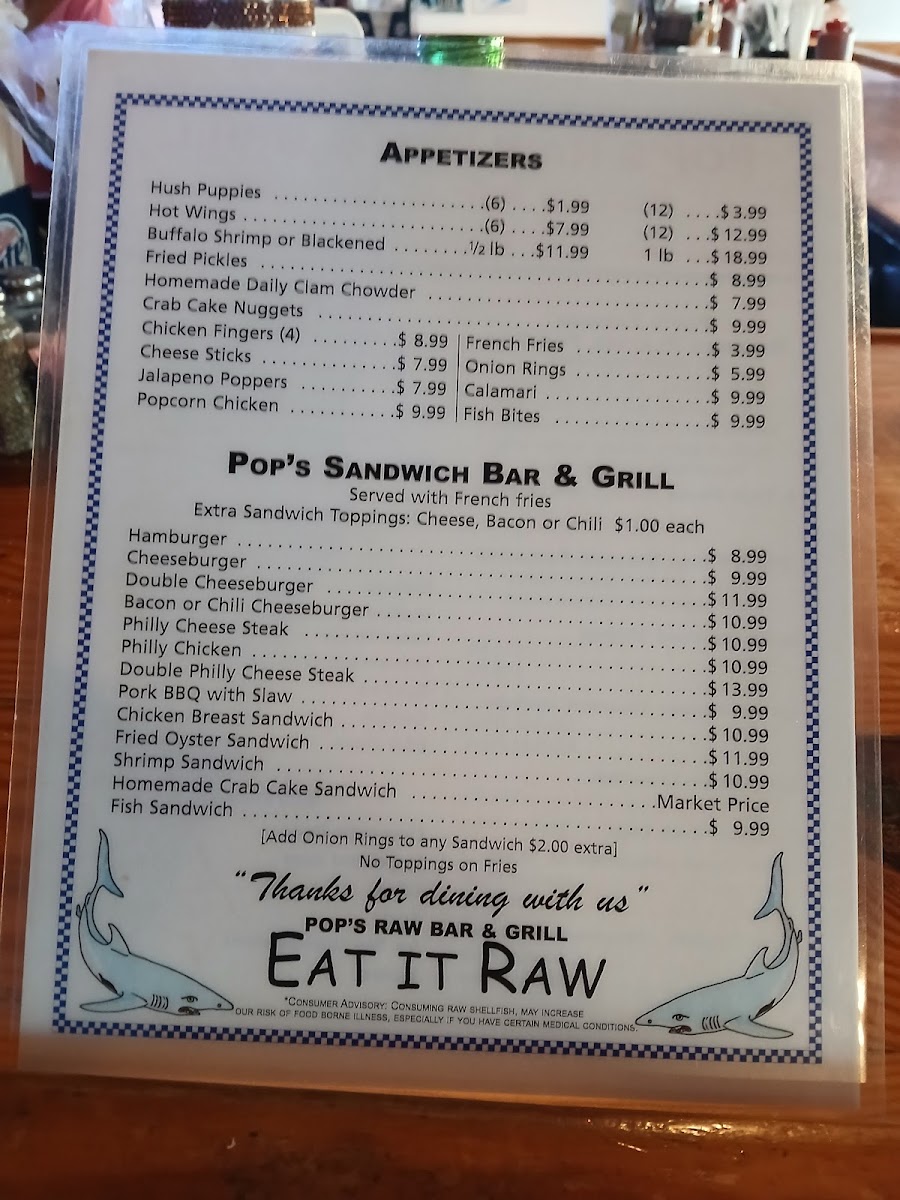 APPETIZERS
Hush Puppies ........................(6) ....$1.99 (12) ....$ 3.99
Hot Wings ............................(6) ....$7.99 (12) ...$ 12.99
Buffalo Shrimp or Blackened ........½ lb ...$11.99 1 lb ...$ 18.99
Fried Pickles ....................................................$ 8.99
Homemade Daily Clam Chowder ................................$ 7.99
Crab Cake Nuggets .............................................$ 9.99
Chicken Fingers (4) .........$ 8.99
Cheese Sticks ...............$ 7.99
Jalapeno Poppers ..........$ 7.99
Popcorn Chicken ...........$ 9.99
French Fries ...............$ 3.99
Onion Rings ...............$ 5.99
Calamari ...................$ 9.99
Fish Bites .................$ 9.99
POP'S SANDWICH BAR & GRILL
Served with French fries
Extra Sandwich Toppings: Cheese, Bacon or Chili $1.00 each
Hamburger ......................................................$ 8.99
Cheeseburger ...................................................$ 9.99
Double Cheeseburger ...........................................$ 11.99
Bacon or Chili Cheeseburger ....................................$ 10.99
Philly Cheese Steak .............................................$ 10.99
Philly Chicken ...................................................$ 10.99
Double Philly Cheese Steak ......................................$ 13.99
Pork BBQ with Slaw .............................................$ 9.99
Chicken Breast Sandwich ........................................$ 10.99
Fried Oyster Sandwich ..........................................$ 11.99
Shrimp Sandwich ................................................$ 10.99
Homemade Crab Cake Sandwich ..........................Market Price
Fish Sandwich ...................................................$ 9.99
[Add Onion Rings to any Sandwich $2.00 extra]
No Toppings on Fries
"Thanks for dining with us"
POP'S RAW BAR & GRILL
EAT IT RAW
*CONSUMER ADVISORY: CONSUMING RAW SHELLFISH, MAY INCREASE
OUR RISK OF FOOD BORNE ILLNESS, ESPECIALLY IF YOU HAVE CERTAIN MEDICAL CONDITIONS.